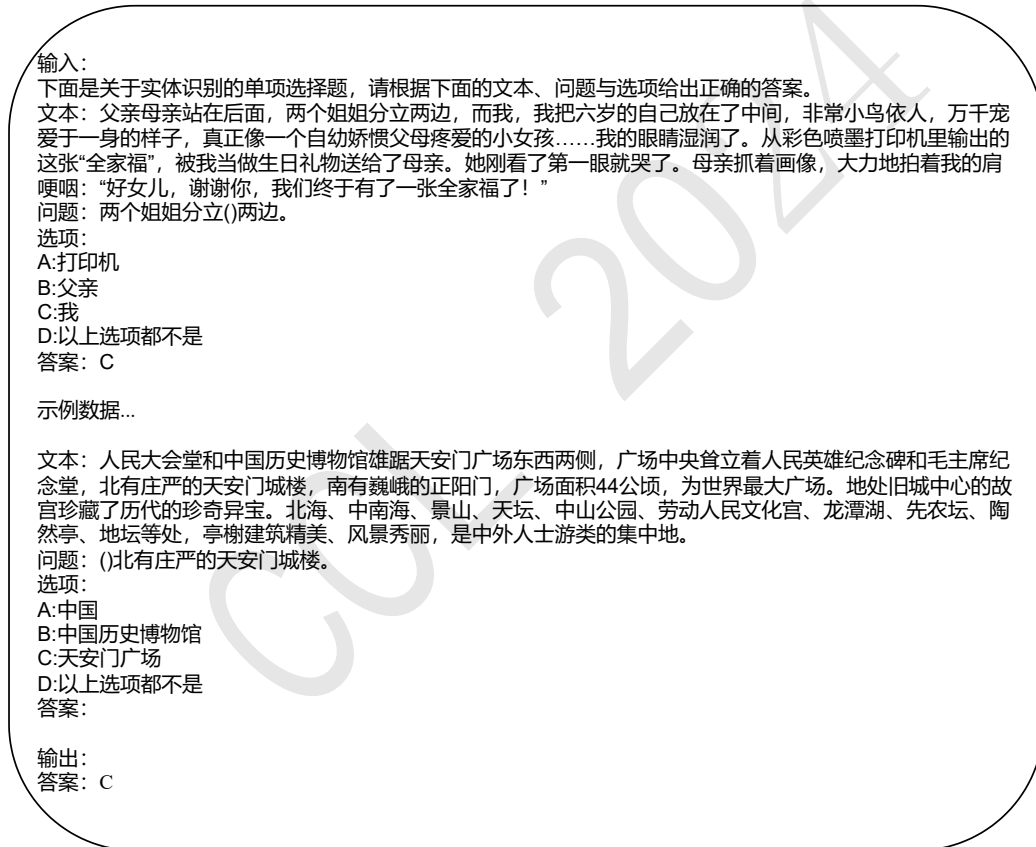 输入：
下面是关于实体识别的单项选择题，请根据下面的文本、问题与选项给出正确的答案。
文本：父亲母亲站在后面，两个姐姐分立两边，而我，我把六岁的自己放在了中间，非常小鸟依人，万千宠
爱于一身的样子，真正像一个自幼娇惯父母疼爱的小女孩……我的眼睛湿润了。从彩色喷墨打印机里输出的
这张“全家福”，被我当做生日礼物送给了母亲。她刚看了第一眼就哭了。母亲抓着画像，大力地拍着我的肩
哽咽：“好女儿，谢谢你，我们终于有了一张全家福了！”
问题：两个姐姐分立()两边。
选项：
A:打印机
B:父亲
C:我
D:以上选项都不是
答案：C
示例数据...
文本：人民大会堂和中国历史博物馆雄踞天安门广场东西两侧，广场中央耸立着人民英雄纪念碑和毛主席纪
念堂，北有庄严的天安门城楼，南有巍峨的正阳门，广场面积44公顷，为世界最大广场。地处旧城中心的故
宫珍藏了历代的珍奇异宝。北海、中南海、景山、天坛、中山公园、劳动人民文化宫、龙潭湖、先农坛、陶
然亭、地坛等处，亭榭建筑精美、风景秀丽，是中外人士游类的集中地。
问题：()北有庄严的天安门城楼。
选项：
A:中国
B:中国历史博物馆
C:天安门广场
D:以上选项都不是
答案：
输出：
答案：C
CCL 2024